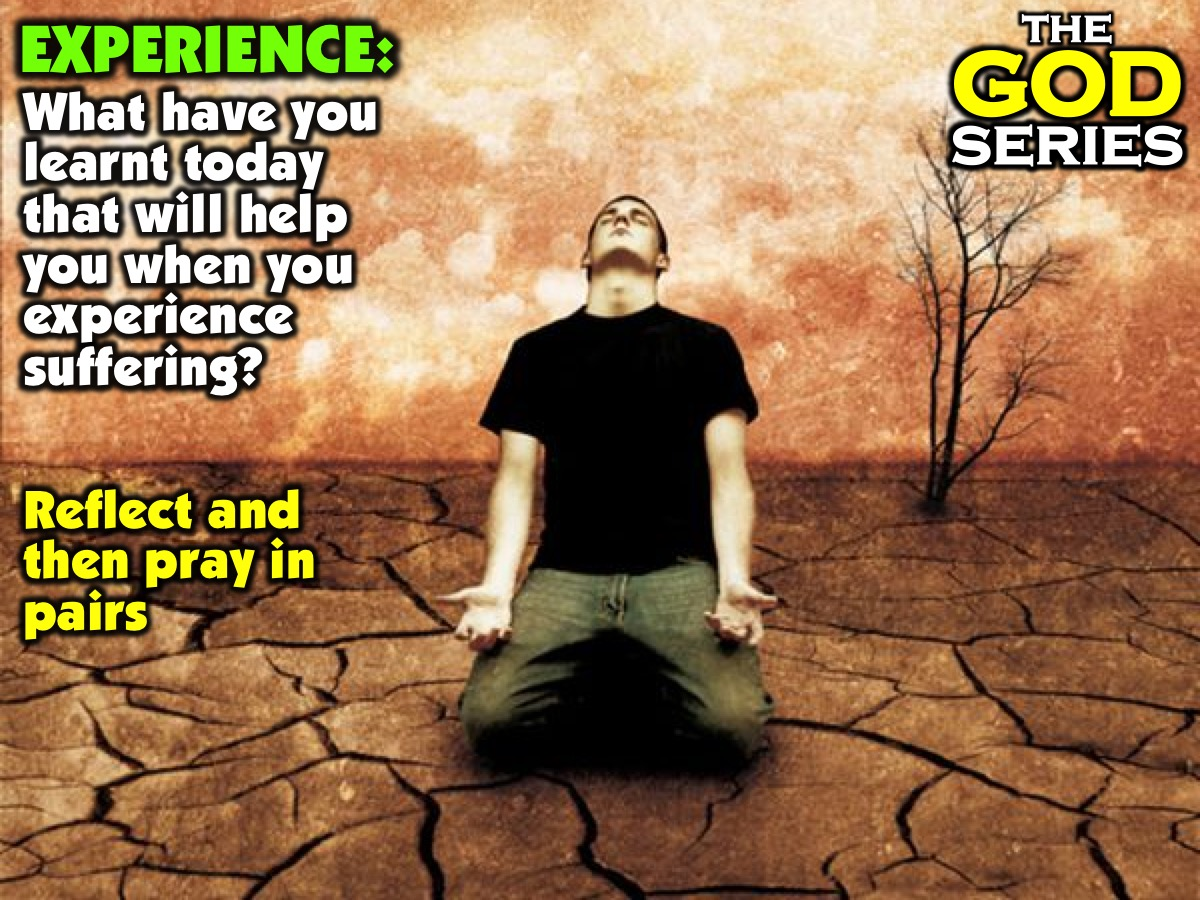 EXPERIENCE:
What have you
learnt today
that will help
you when you
experience
suffering?
Reflect and
then pray in
pairs
THE
GOD
SERIES